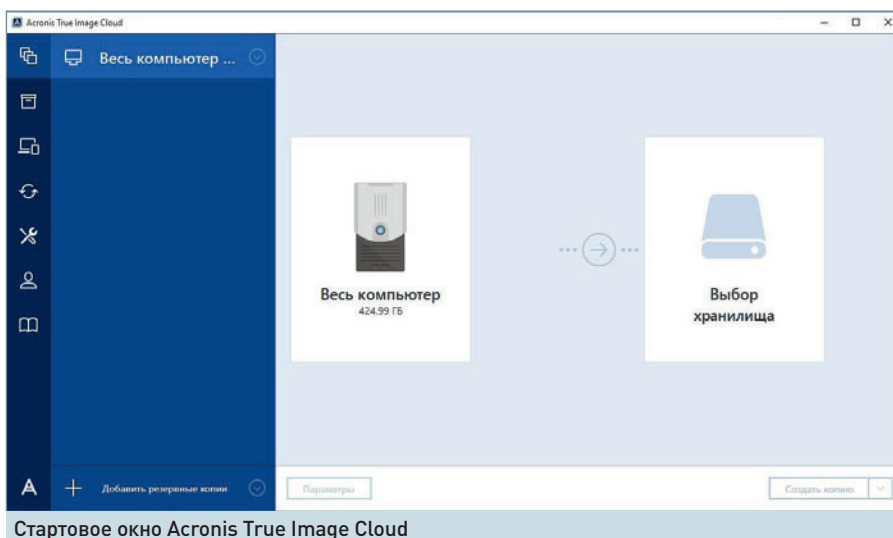 Acronis True Image Cloud
Весь компьютер ...
Весь компьютер
424.99 ГБ
Выбор
хранилища
Добавить резервные копии
Параметры
Создать копию
Стартовое окно Acronis True Image Cloud